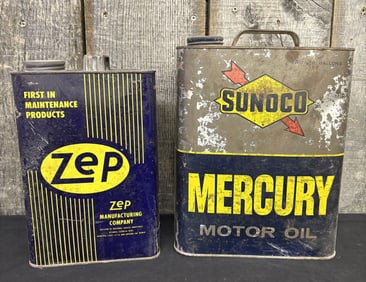 FIRST IN
MAINTENANCE
PRODUCTS
Zep
ZEP
MANUFACTURING
COMPANY
SUNOCO
MERCURY
MOTOR OIL